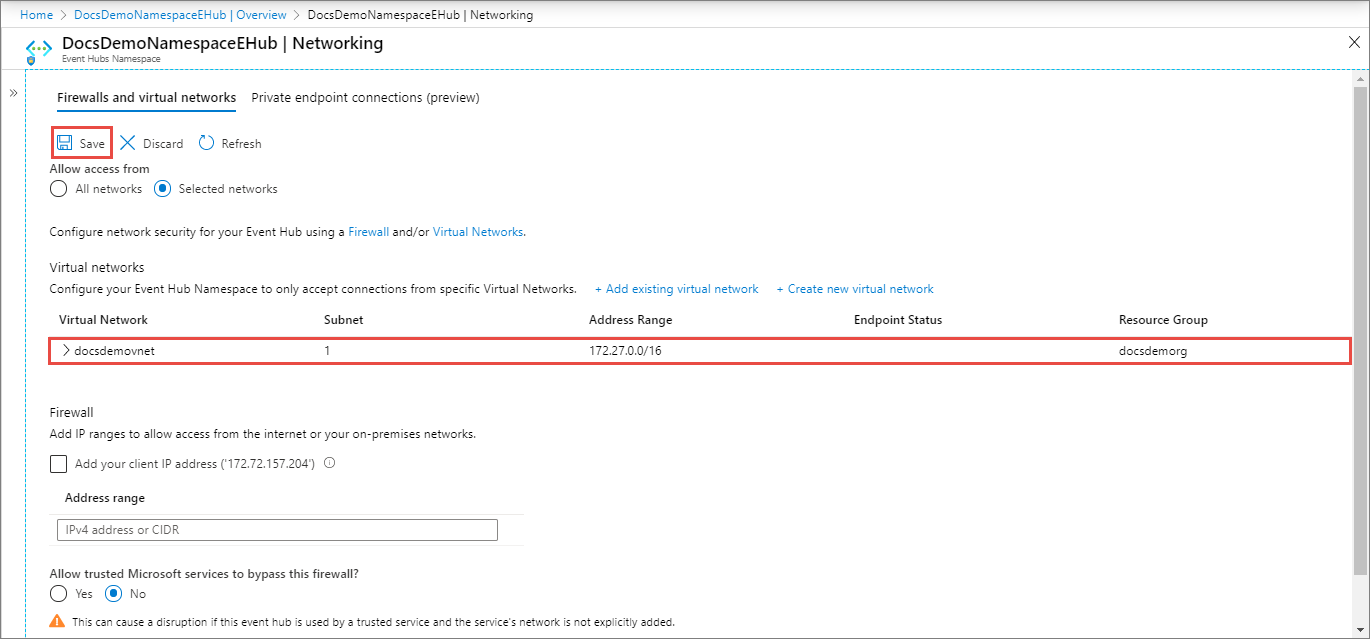 Home > DocsDemoNamespaceEHub | Overview > DocsDemoNamespaceEHub | Networking
DocsDemoNamespaceEHub | Networking
Event Hubs Namespace
Firewalls and virtual networks Private endpoint connections (preview)
Save Discard Refresh
Allow access from
All networks Selected networks
Configure network security for your Event Hub using a Firewall and/or Virtual Networks.
Virtual networks
Configure your Event Hub Namespace to only accept connections from specific Virtual Networks. + Add existing virtual network + Create new virtual network
Virtual Network Subnet Address Range Endpoint Status Resource Group
docsdemovnet 1 172.27.0.0/16 docsdemorg
Firewall
Add IP ranges to allow access from the internet or your on-premises networks.
Add your client IP address ('172.72.157.204')
Address range
IPv4 address or CIDR
Allow trusted Microsoft services to bypass this firewall?
Yes No
This can cause a disruption if this event hub is used by a trusted service and the service's network is not explicitly added.